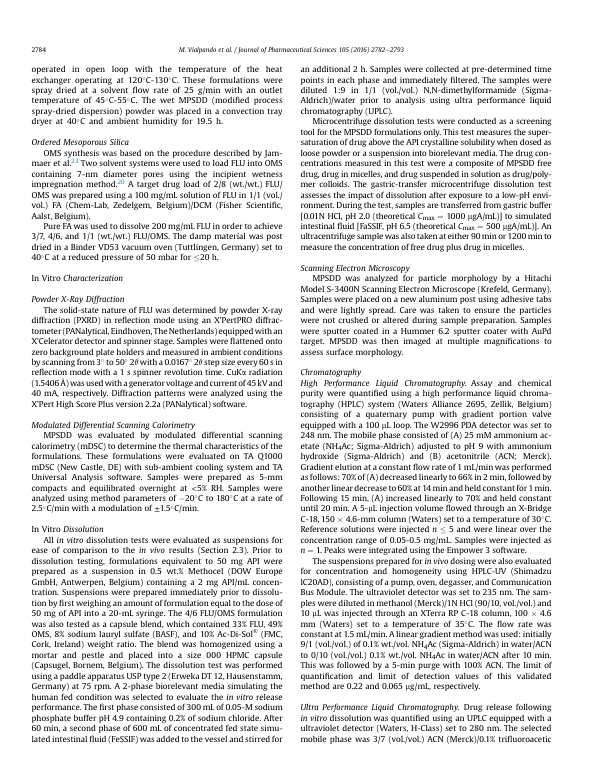 2784
M. Vialpando et al. / Journal of Pharmaceutical Sciences 105 (2016) 2782-2793
operated in open loop with the temperature of the heat
exchanger operating at 120°C-130°C. These formulations were
spray dried at a solvent flow rate of 25 g/min with an outlet
temperature of 45°C-55°C. The wet MPSDD (modified process
spray-dried dispersion) powder was placed in a convection tray
dryer at 40°C and ambient humidity for 19.5 h.
Ordered Mesoporous Silica
OMS synthesis was based on the procedure described by Jam-
maer et al.23 Two solvent systems were used to load FLU into OMS
containing 7-nm diameter pores using the incipient wetness
impregnation method.20 A target drug load of 2/8 (wt./wt.) FLU/
OMS was prepared using a 100 mg/mL solution of FLU in 1/1 (vol./
vol.) FA (Chem-Lab, Zedelgem, Belgium)/DCM (Fisher Scientific,
Aalst, Belgium).
Pure FA was used to dissolve 200 mg/mL FLU in order to achieve
3/7, 4/6, and 1/1 (wt./wt.) FLU/OMS. The damp material was post
dried in a Binder VD53 vacuum oven (Tuttlingen, Germany) set to
40°C at a reduced pressure of 50 mbar for ≤20 h.
In Vitro Characterization
Powder X-Ray Diffraction
The solid-state nature of FLU was determined by powder X-ray
diffraction (PXRD) in reflection mode using an X'PertPRO diffrac-
tometer (PANalytical, Eindhoven, The Netherlands) equipped with an
X'Celerator detector and spinner stage. Samples were flattened onto
zero background plate holders and measured in ambient conditions
by scanning from 3° to 50° 2θ with a 0.0167° 2θ step size every 60 s in
reflection mode with a 1 s spinner revolution time. CuKα radiation
(1.5406 Å) was used with a generator voltage and current of 45 kV and
40 mA, respectively. Diffraction patterns were analyzed using the
X'Pert High Score Plus version 2.2a (PANalytical) software.
Modulated Differential Scanning Calorimetry
MPSDD was evaluated by modulated differential scanning
calorimetry (mDSC) to determine the thermal characteristics of the
formulations. These formulations were evaluated on TA Q1000
mDSC (New Castle, DE) with sub-ambient cooling system and TA
Universal Analysis software. Samples were prepared as 5-mm
compacts and equilibrated overnight at <5% RH. Samples were
analyzed using method parameters of −20°C to 180°C at a rate of
2.5°C/min with a modulation of ±1.5°C/min.
In Vitro Dissolution
All in vitro dissolution tests were evaluated as suspensions for
ease of comparison to the in vivo results (Section 2.3). Prior to
dissolution testing, formulations equivalent to 50 mg API were
prepared as a suspension in 0.5 wt.% Methocel (DOW Europe
GmbH, Antwerpen, Belgium) containing a 2 mg API/mL concen-
tration. Suspensions were prepared immediately prior to dissolu-
tion by first weighing an amount of formulation equal to the dose of
50 mg of API into a 20-mL syringe. The 4/6 FLU/OMS formulation
was also tested as a capsule blend, which contained 33% FLU, 49%
OMS, 8% sodium lauryl sulfate (BASF), and 10% Ac-Di-Sol® (FMC,
Cork, Ireland) weight ratio. The blend was homogenized using a
mortar and pestle and placed into a size 000 HPMC capsule
(Capsugel, Bornem, Belgium). The dissolution test was performed
using a paddle apparatus USP type 2 (Erweka DT 12, Hausenstamm,
Germany) at 75 rpm. A 2-phase biorelevant media simulating the
human fed condition was selected to evaluate the in vitro release
performance. The first phase consisted of 300 mL of 0.05-M sodium
phosphate buffer pH 4.9 containing 0.2% of sodium chloride. After
60 min, a second phase of 600 mL of concentrated fed state simu-
lated intestinal fluid (FeSSIF) was added to the vessel and stirred for
an additional 2 h. Samples were collected at pre-determined time
points in each phase and immediately filtered. The samples were
diluted 1:9 in 1/1 (vol./vol.) N,N-dimethylformamide (Sigma-
Aldrich)/water prior to analysis using ultra performance liquid
chromatography (UPLC).
Microcentrifuge dissolution tests were conducted as a screening
tool for the MPSDD formulations only. This test measures the super-
saturation of drug above the API crystalline solubility when dosed as
loose powder or a suspension into biorelevant media. The drug con-
centrations measured in this test were a composite of MPSDD free
drug, drug in micelles, and drug suspended in solution as drug/poly-
mer colloids. The gastric-transfer microcentrifuge dissolution test
assesses the impact of dissolution after exposure to a low-pH envi-
ronment. During the test, samples are transferred from gastric buffer
[0.01N HCl, pH 2.0 (theoretical Cmax = 1000 μgA/mL)] to simulated
intestinal fluid [FaSSIF, pH 6.5 (theoretical Cmax = 500 μgA/mL)]. An
ultracentrifuge sample was also taken at either 90 min or 1200 min to
measure the concentration of free drug plus drug in micelles.
Scanning Electron Microscopy
MPSDD was analyzed for particle morphology by a Hitachi
Model S-3400N Scanning Electron Microscope (Krefeld, Germany).
Samples were placed on a new aluminum post using adhesive tabs
and were lightly spread. Care was taken to ensure the particles
were not crushed or altered during sample preparation. Samples
were sputter coated in a Hummer 6.2 sputter coater with AuPd
target. MPSDD was then imaged at multiple magnifications to
assess surface morphology.
Chromatography
High Performance Liquid Chromatography. Assay and chemical
purity were quantified using a high performance liquid chroma-
tography (HPLC) system (Waters Alliance 2695, Zellik, Belgium)
consisting of a quaternary pump with gradient portion valve
equipped with a 100 μL loop. The W2996 PDA detector was set to
248 nm. The mobile phase consisted of (A) 25 mM ammonium ac-
etate (NH4Ac; Sigma-Aldrich) adjusted to pH 9 with ammonium
hydroxide (Sigma-Aldrich) and (B) acetonitrile (ACN; Merck).
Gradient elution at a constant flow rate of 1 mL/min was performed
as follows: 70% of (A) decreased linearly to 66% in 2 min, followed by
another linear decrease to 60% at 14 min and held constant for 1 min.
Following 15 min, (A) increased linearly to 70% and held constant
until 20 min. A 5-μL injection volume flowed through an X-Bridge
C-18, 150 × 4.6-mm column (Waters) set to a temperature of 30°C.
Reference solutions were injected n ≤ 5 and were linear over the
concentration range of 0.05-0.5 mg/mL. Samples were injected as
n = 1. Peaks were integrated using the Empower 3 software.
The suspensions prepared for in vivo dosing were also evaluated
for concentration and homogeneity using HPLC-UV (Shimadzu
lC20AD), consisting of a pump, oven, degasser, and Communication
Bus Module. The ultraviolet detector was set to 235 nm. The sam-
ples were diluted in methanol (Merck)/1N HCl (90/10, vol./vol.) and
10 μL was injected through an XTerra RP C-18 column, 100 × 4.6
mm (Waters) set to a temperature of 35°C. The flow rate was
constant at 1.5 mL/min. A linear gradient method was used: initially
9/1 (vol./vol.) of 0.1% wt./vol. NH4Ac (Sigma-Aldrich) in water/ACN
to 0/10 (vol./vol.) 0.1% wt./vol. NH4Ac in water/ACN after 10 min.
This was followed by a 5-min purge with 100% ACN. The limit of
quantification and limit of detection values of this validated
method are 0.22 and 0.065 μg/mL, respectively.
Ultra Performance Liquid Chromatography. Drug release following
in vitro dissolution was quantified using an UPLC equipped with a
ultraviolet detector (Waters, H-Class) set to 280 nm. The selected
mobile phase was 3/7 (vol./vol.) ACN (Merck)/0.1% trifluoroacetic